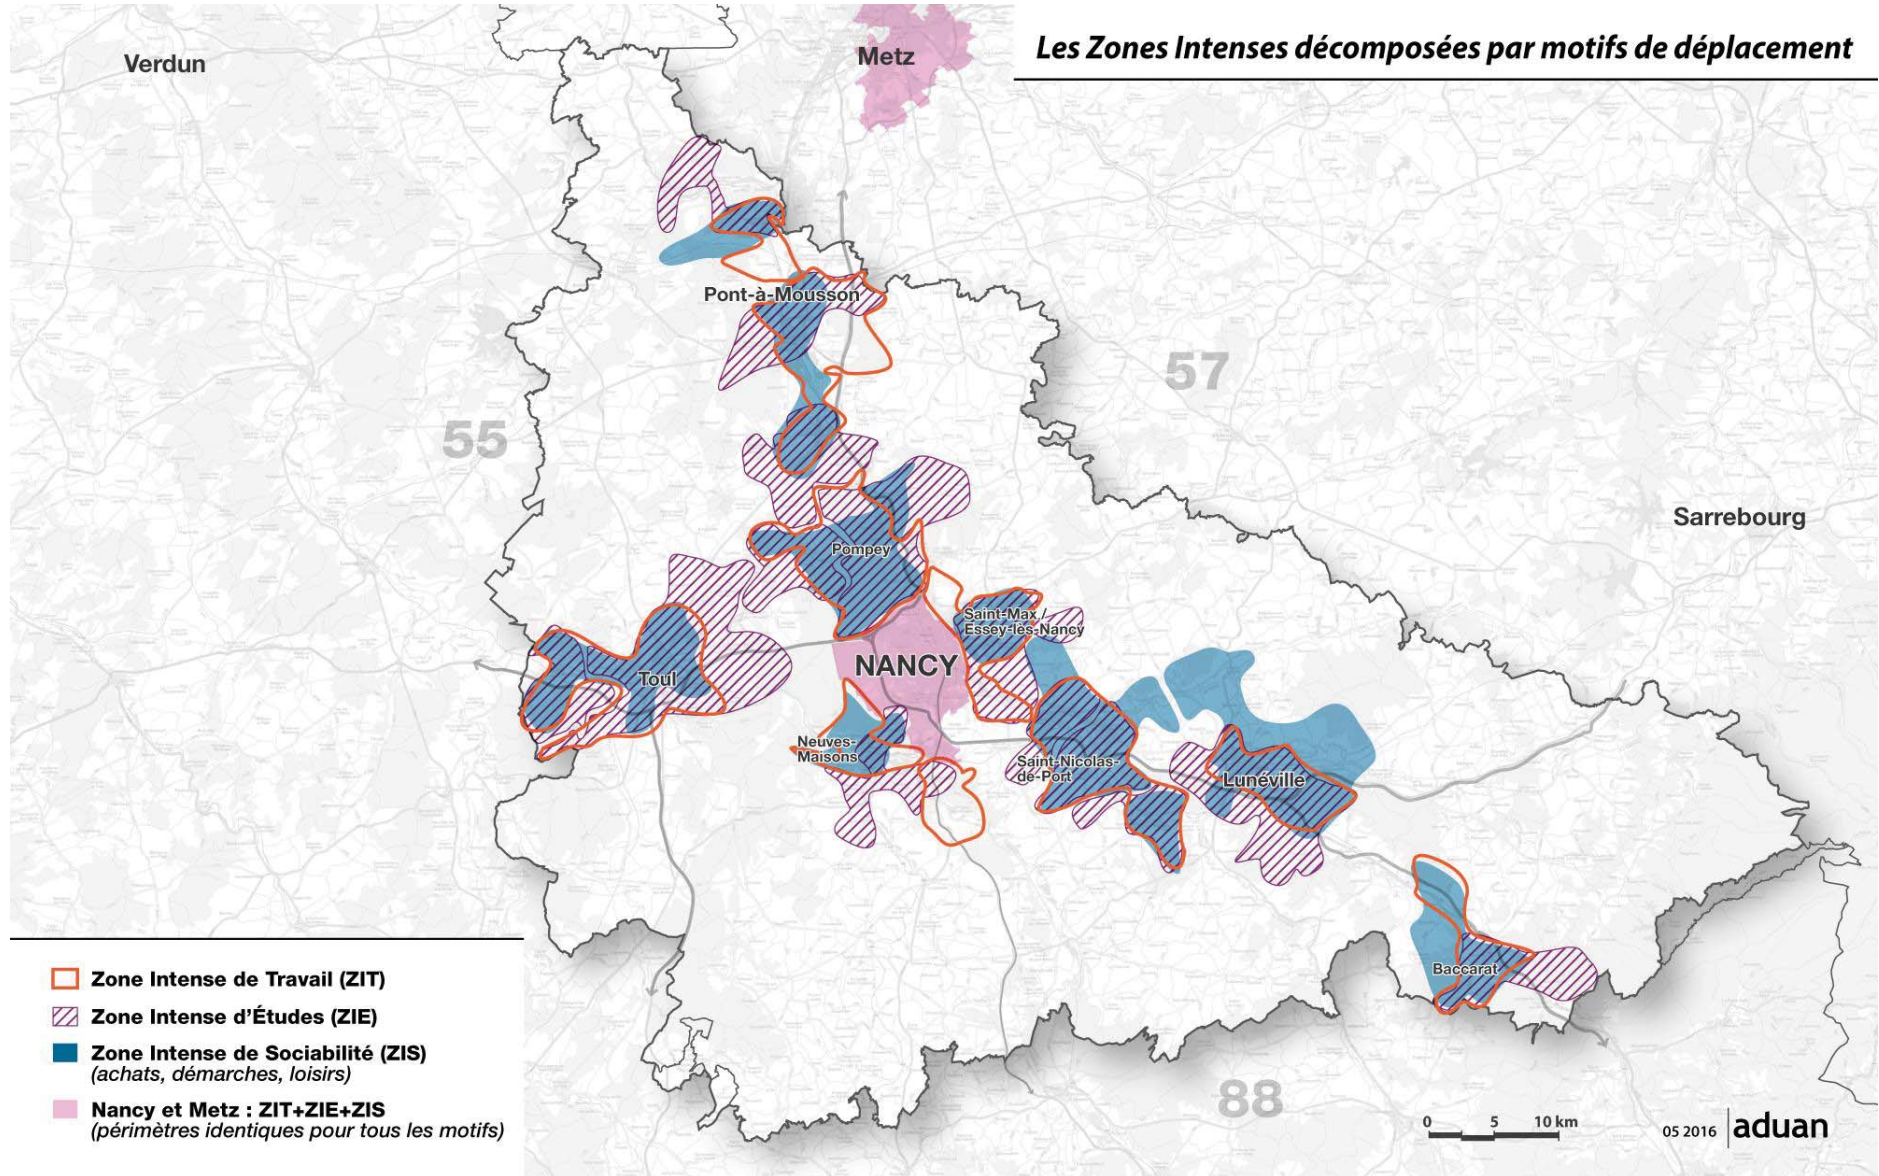 Les Zones Intenses décomposées par motifs de déplacement
Verdun
Metz
Pont-à-Mousson
57
55
Sarrebourg
Pompey
Saint-Max /
Essey-lès-Nancy
NANCY
Toul
Neuves-
Maisons
Saint-Nicolas-
de-Port
Lunéville
Baccarat
88
Zone Intense de Travail (ZIT)
Zone Intense d'Études (ZIE)
Zone Intense de Sociabilité (ZIS)
(achats, démarches, loisirs)
Nancy et Metz : ZIT+ZIE+ZIS
(périmètres identiques pour tous les motifs)
0 5 10 km
05 2016 aduan